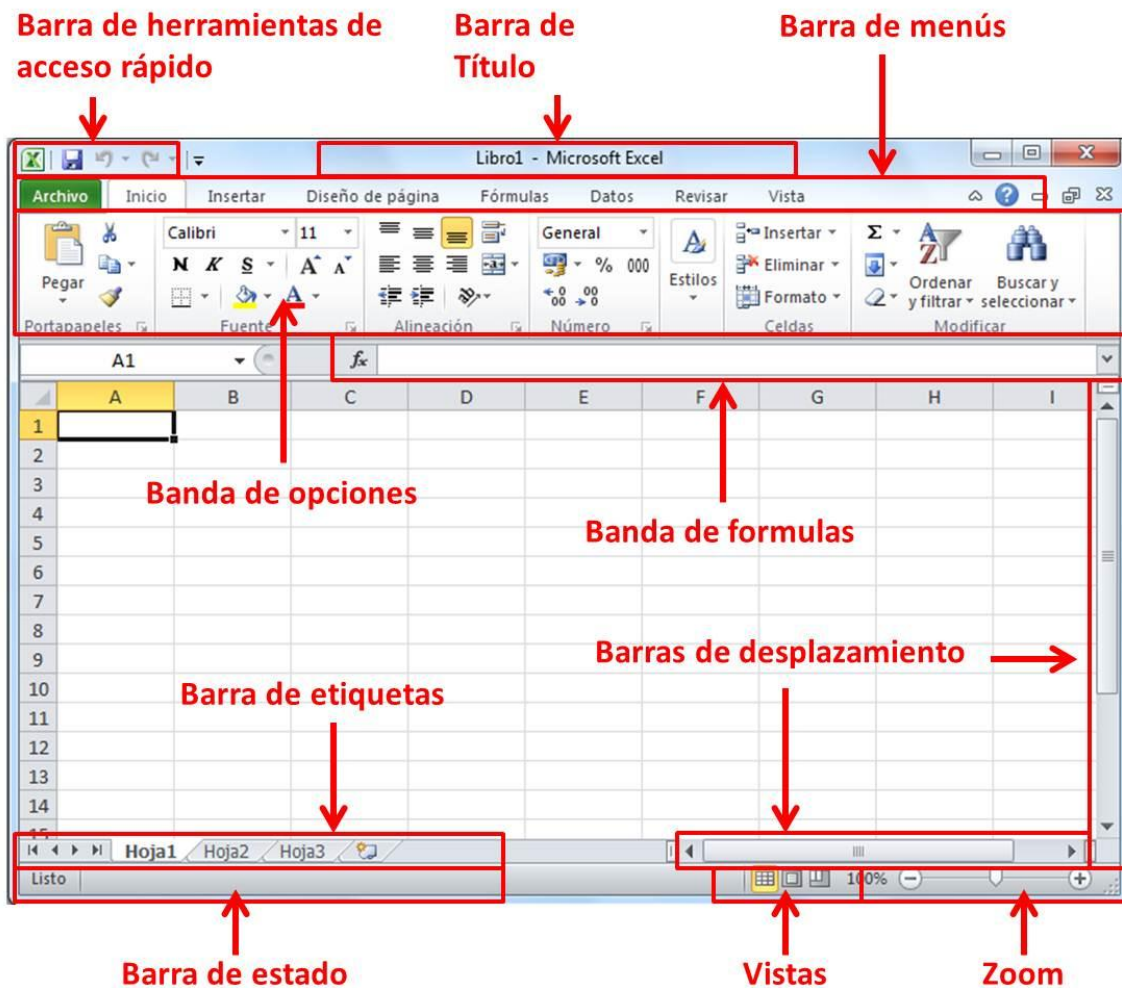 Barra de herramientas de
acceso rápido
Barra de
Título
Barra de menús
Libro1 - Microsoft Excel
Archivo Inicio Insertar Diseño de página Fórmulas Datos Revisar Vista
Calibri 11 General Insertar Σ
Pegar N K S A A % 000 Estilos Eliminar Ordenar y filtrar Buscar y seleccionar
A Formato
Portapapeles Fuente Alineación Número Celdas Modificar
A1 fx
A B C D E F G H I
1
2
3
Banda de opciones
4
Banda de formulas
5
6
7
8
9
Barras de desplazamiento
10
Barra de etiquetas
11
12
13
14
15
Hoja1 Hoja2 Hoja3
Listo 100%
Barra de estado
Vistas
Zoom